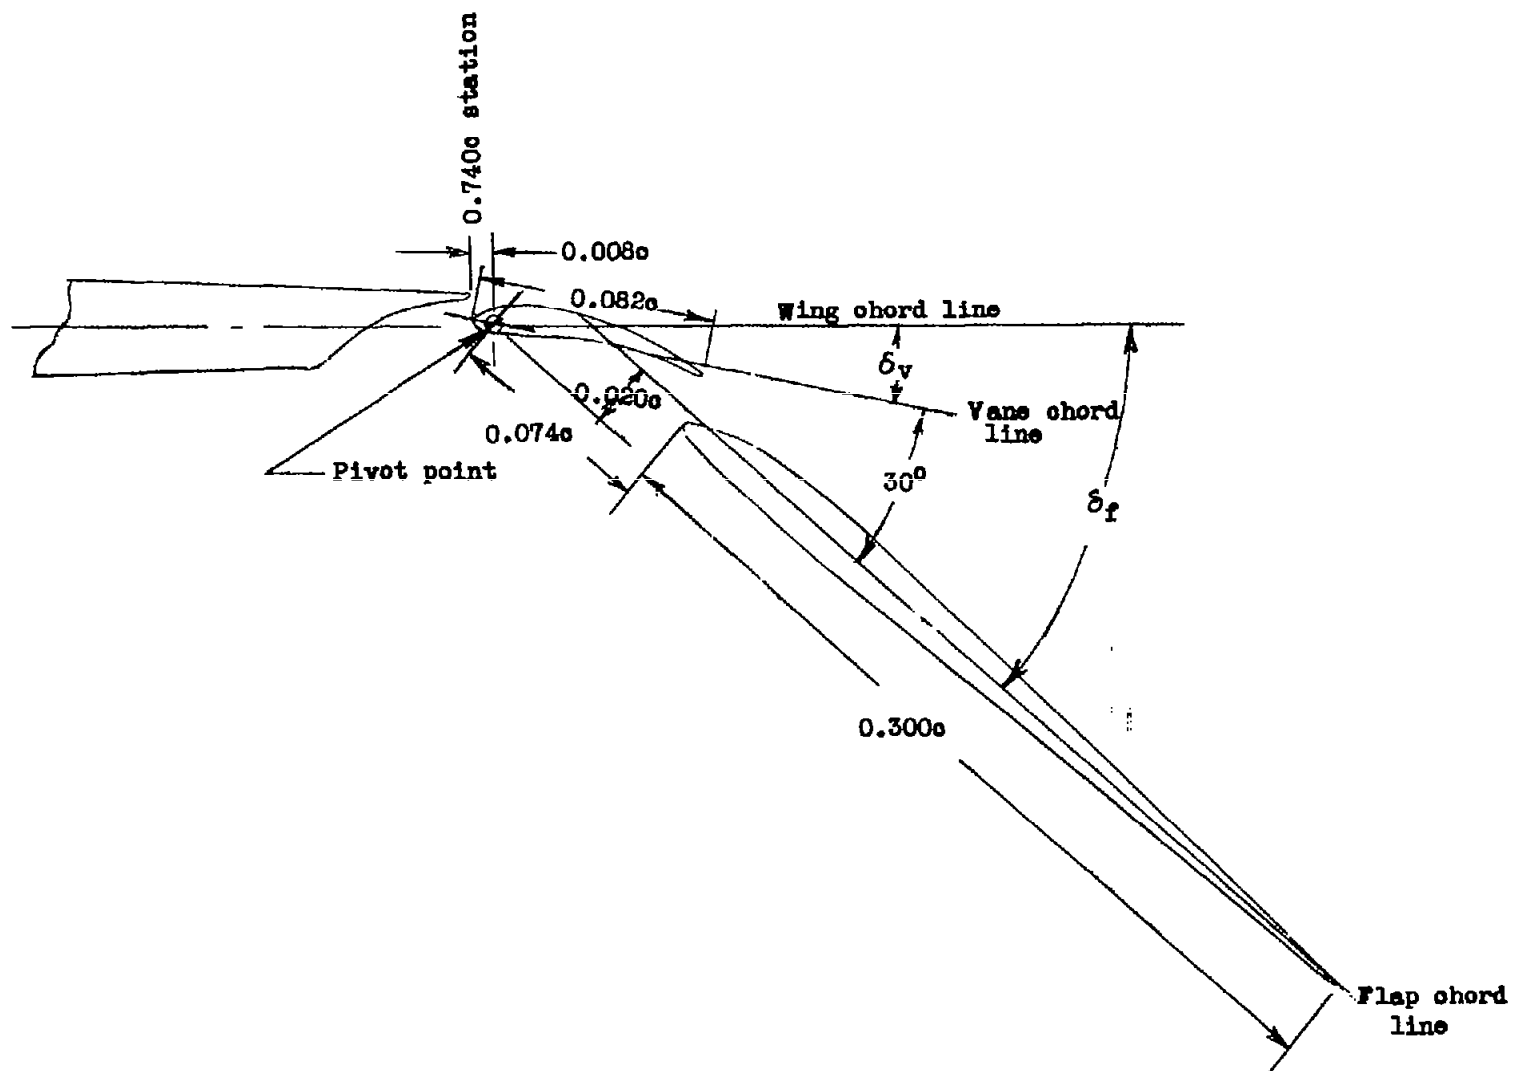 0.740c station
0.008c
0.082c
Wing chord line
δv
0.020c
Vane chord
line
0.074c
Pivot point
30°
δf
0.300c
Flap chord
line